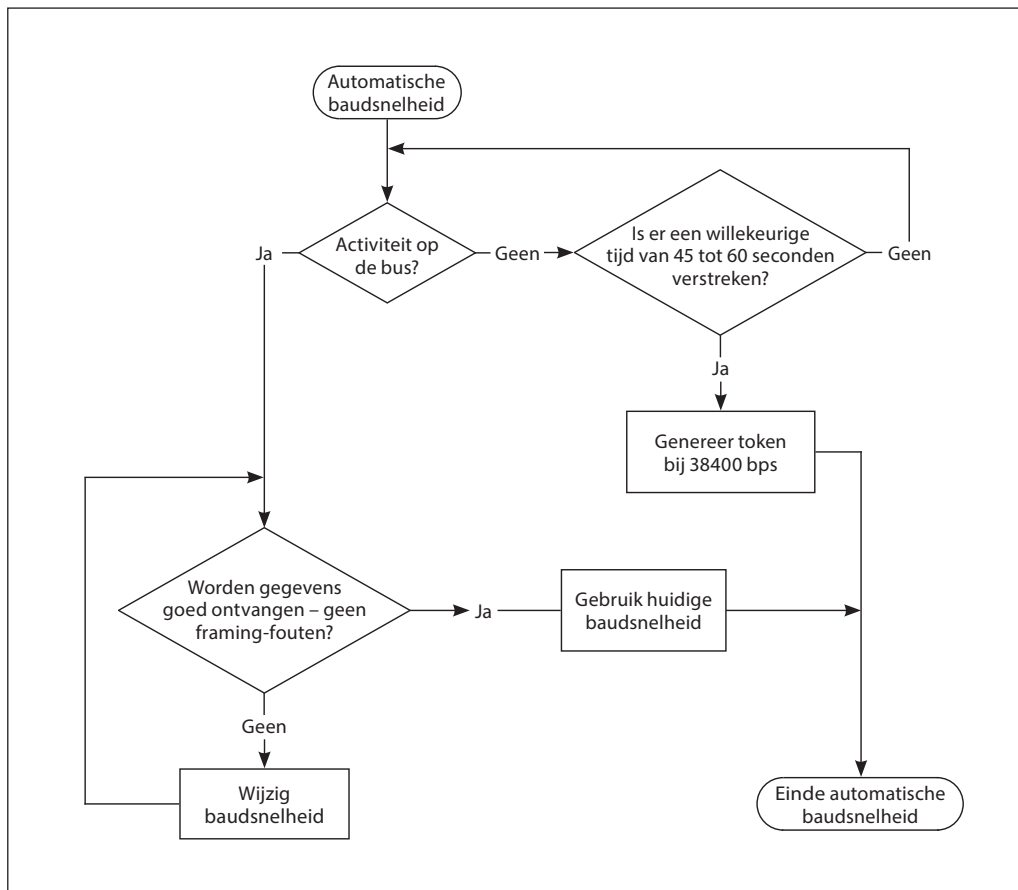 Automatische
baudsnelheid
Activiteit op
de bus?
Ja
Geen
Is er een willekeurige
tijd van 45 tot 60 seconden
verstreken?
Geen
Ja
Genereer token
bij 38400 bps
Worden gegevens
goed ontvangen – geen
framing-fouten?
Ja
Gebruik huidige
baudsnelheid
Geen
Wijzig
baudsnelheid
Einde automatische
baudsnelheid